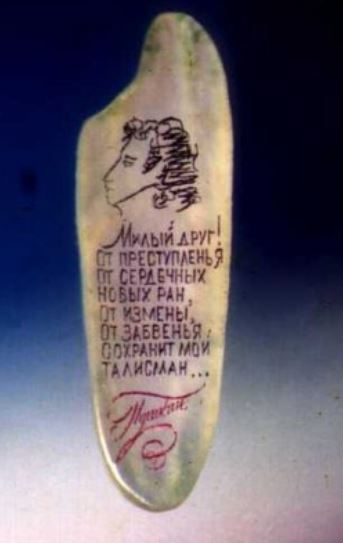 Милый друг!
от преступленья
от сердечных
новых ран,
от измены,
от забвенья
сохранит мой
талисман...
Пушкин